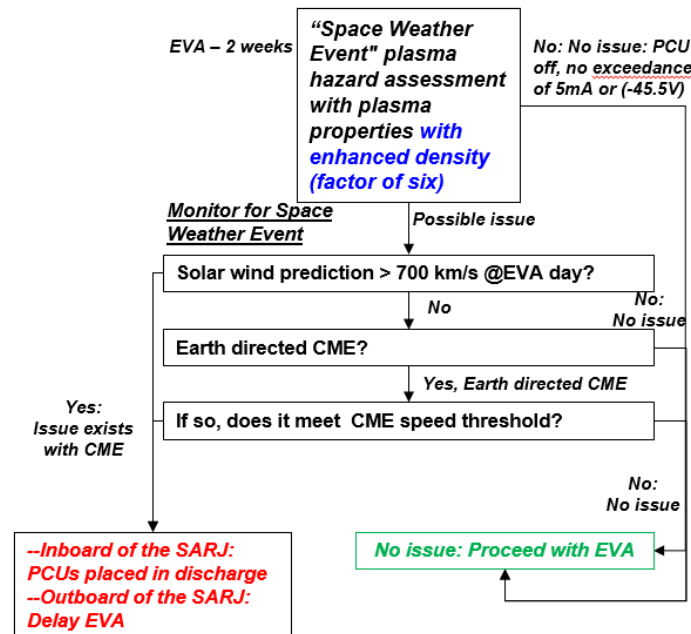 EVA – 2 weeks
“Space Weather
Event" plasma
hazard assessment
with plasma
properties with
enhanced density
(factor of six)
No: No issue: PCU
off, no exceedance
of 5mA or (-45.5V)
Monitor for Space
Weather Event
Possible issue
Solar wind prediction > 700 km/s @EVA day?
No
No:
No issue
Earth directed CME?
Yes, Earth directed CME
Yes:
Issue exists
with CME
If so, does it meet CME speed threshold?
No:
No issue
--Inboard of the SARJ:
PCUs placed in discharge
--Outboard of the SARJ:
Delay EVA
No issue: Proceed with EVA